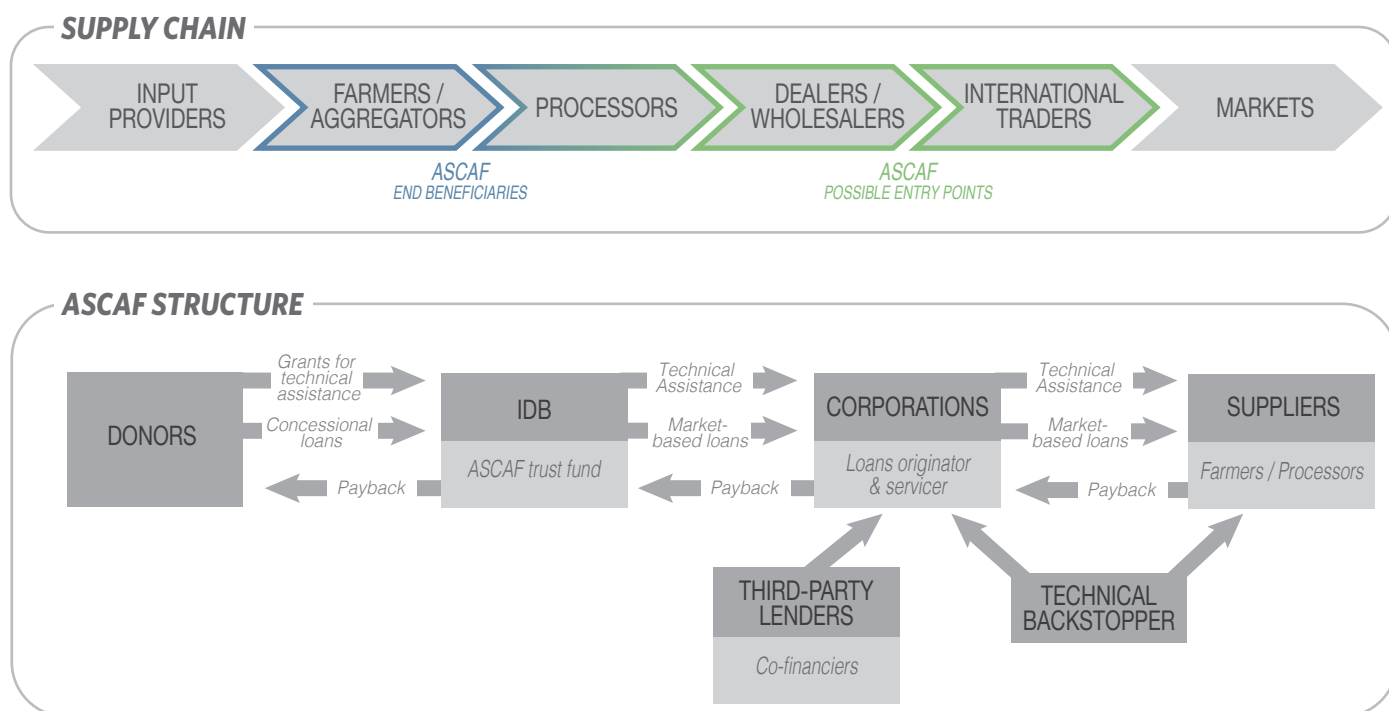 SUPPLY CHAIN
INPUT
PROVIDERS
FARMERS /
AGGREGATORS
PROCESSORS
DEALERS /
WHOLESALERS
INTERNATIONAL
TRADERS
MARKETS
ASCAF
END BENEFICIARIES
ASCAF
POSSIBLE ENTRY POINTS
ASCAF STRUCTURE
DONORS
Grants for
technical
assistance
Concessional
loans
Payback
IDB
ASCAF trust fund
Technical
Assistance
Market-
based loans
Payback
CORPORATIONS
Loans originator
& servicer
Technical
Assistance
Market-
based loans
Payback
SUPPLIERS
Farmers / Processors
THIRD-PARTY
LENDERS
Co-financiers
TECHNICAL
BACKSTOPPER